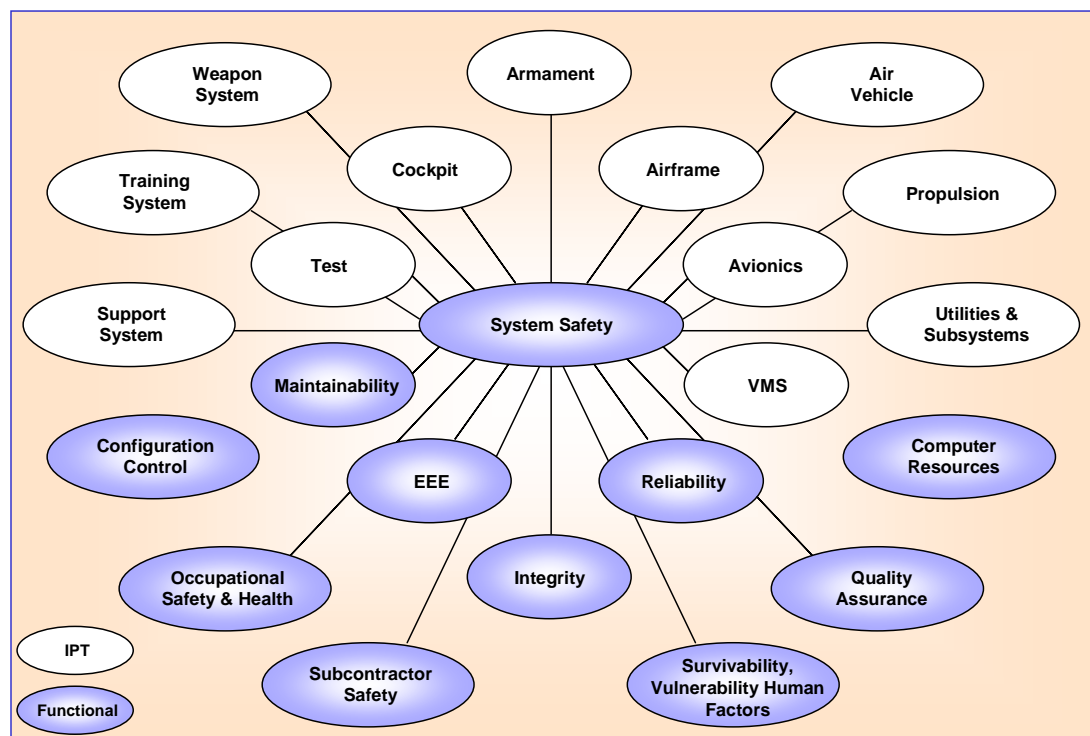 Weapon
System
Armament
Air
Vehicle
Training
System
Cockpit
Airframe
Propulsion
Test
Avionics
Support
System
System Safety
Utilities &
Subsystems
Maintainability
VMS
Configuration
Control
EEE
Reliability
Computer
Resources
Occupational
Safety & Health
Integrity
Quality
Assurance
IPT
Subcontractor
Safety
Survivability,
Vulnerability Human
Factors
Functional